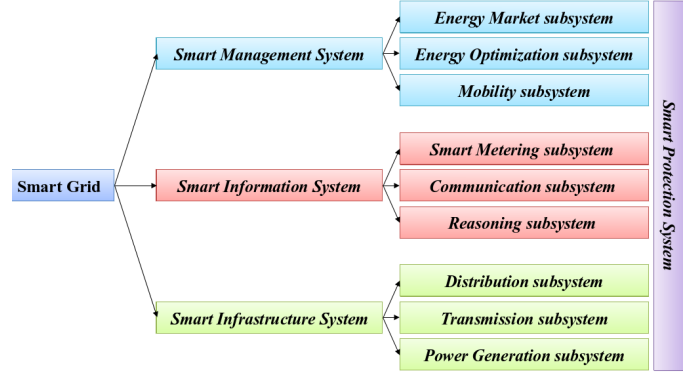 Smart Grid
Smart Management System
Energy Market subsystem
Energy Optimization subsystem
Mobility subsystem
Smart Information System
Smart Metering subsystem
Communication subsystem
Reasoning subsystem
Smart Infrastructure System
Distribution subsystem
Transmission subsystem
Power Generation subsystem
Smart Protection System